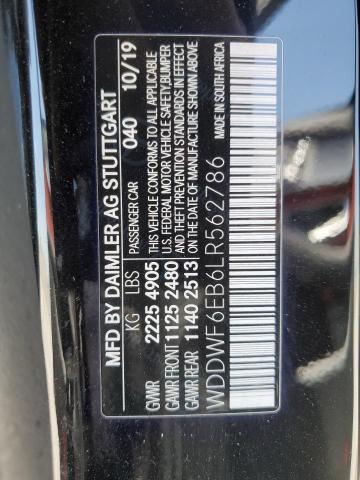 MFD BY DAIMLER AG STUTTGART
KG LBS PASSENGER CAR 040 10/19
GVWR 2225 4905 THIS VEHICLE CONFORMS TO ALL APPLICABLE
GAWR FRONT 1125 2480 U.S. FEDERAL MOTOR VEHICLE SAFETY, BUMPER
GAWR REAR 1140 2513 AND THEFT PREVENTION STANDARDS IN EFFECT
ON THE DATE OF MANUFACTURE SHOWN ABOVE
WDDWF6EB6LR562786 MADE IN SOUTH AFRICA